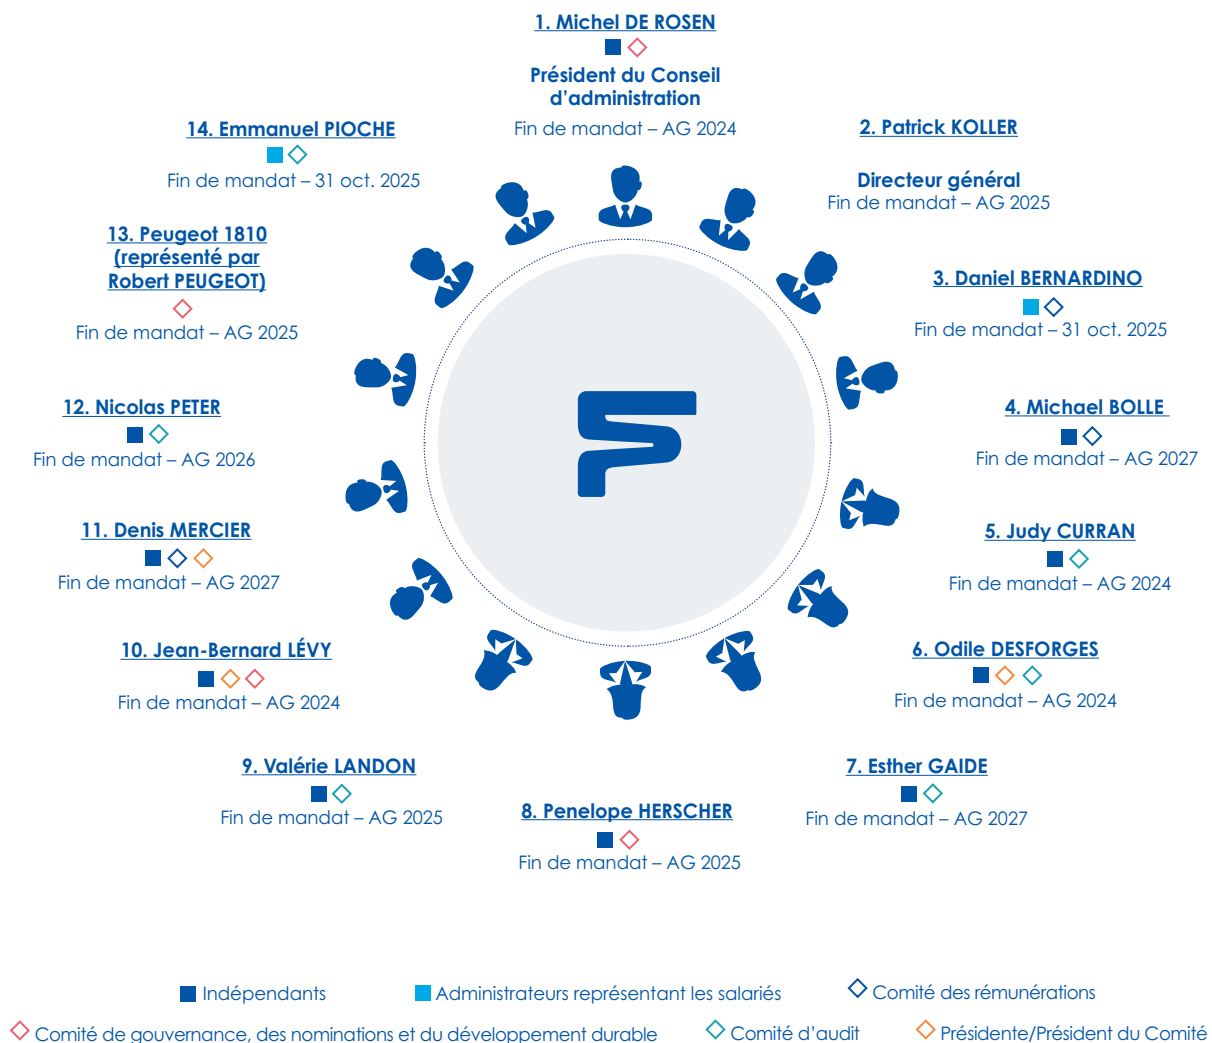 1. Michel DE ROSEN
Président du Conseil
d’administration
Fin de mandat – AG 2024
2. Patrick KOLLER
Directeur général
Fin de mandat – AG 2025
3. Daniel BERNARDINO
Fin de mandat – 31 oct. 2025
4. Michael BOLLE
Fin de mandat – AG 2027
5. Judy CURRAN
Fin de mandat – AG 2024
6. Odile DESFORGES
Fin de mandat – AG 2024
7. Esther GAIDE
Fin de mandat – AG 2027
8. Penelope HERSCHER
Fin de mandat – AG 2025
9. Valérie LANDON
Fin de mandat – AG 2025
10. Jean-Bernard LÉVY
Fin de mandat – AG 2024
11. Denis MERCIER
Fin de mandat – AG 2027
12. Nicolas PETER
Fin de mandat – AG 2026
13. Peugeot 1810
(représenté par
Robert PEUGEOT)
Fin de mandat – AG 2025
14. Emmanuel PIOCHE
Fin de mandat – 31 oct. 2025
Indépendants
Administrateurs représentant les salariés
Comité des rémunérations
Comité de gouvernance, des nominations et du développement durable
Comité d’audit
Présidente/Président du Comité